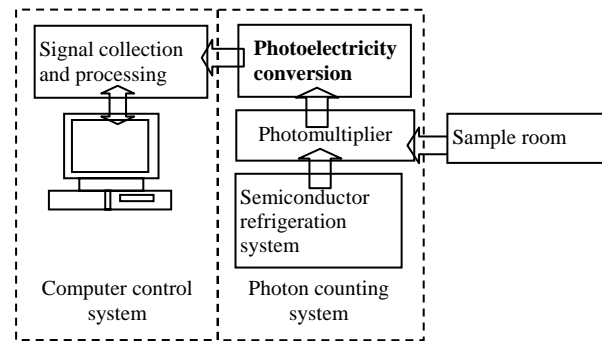 Signal collection
and processing
Photoelectricity
conversion
Photomultiplier
Sample room
Semiconductor
refrigeration
system
Computer control
system
Photon counting
system